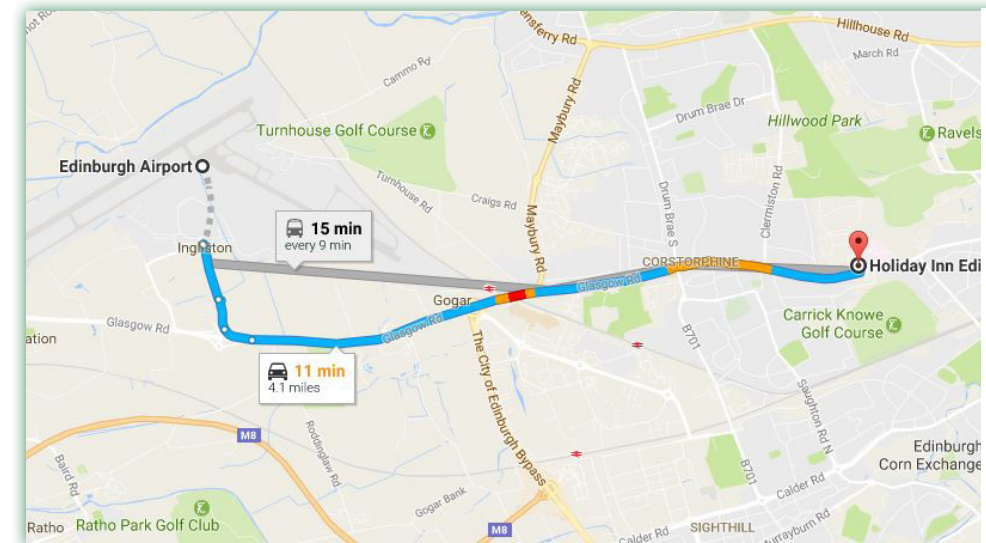 Hillhouse Rd
March Rd
Cammo Rd
Maybury Rd
Drum Brae Dr
Hillwood Park
Turnhouse Golf Course
Ravels
Edinburgh Airport
Turnhouse Rd
Craigs Rd
Maybury Rd
Drum Brae S
Clermiston Rd
15 min
every 9 min
Ingliston
CORSTORPHINE
Holiday Inn Edi
Glasgow Rd
Gogar
Carrick Knowe
Golf Course
Glasgow Rd
Glasgow Rd
ation
B701
The City of Edinburgh Bypass
11 min
4.1 miles
Saughton Rd N
M8
Roddinglaw Rd
Edinburgh
Corn Exchange
Baird Rd
B701
Calder Rd
Gogar Bank
Ratho
Ratho Park Golf Club
M8
Calder Rd
SIGHTHILL
Murrayburn Rd